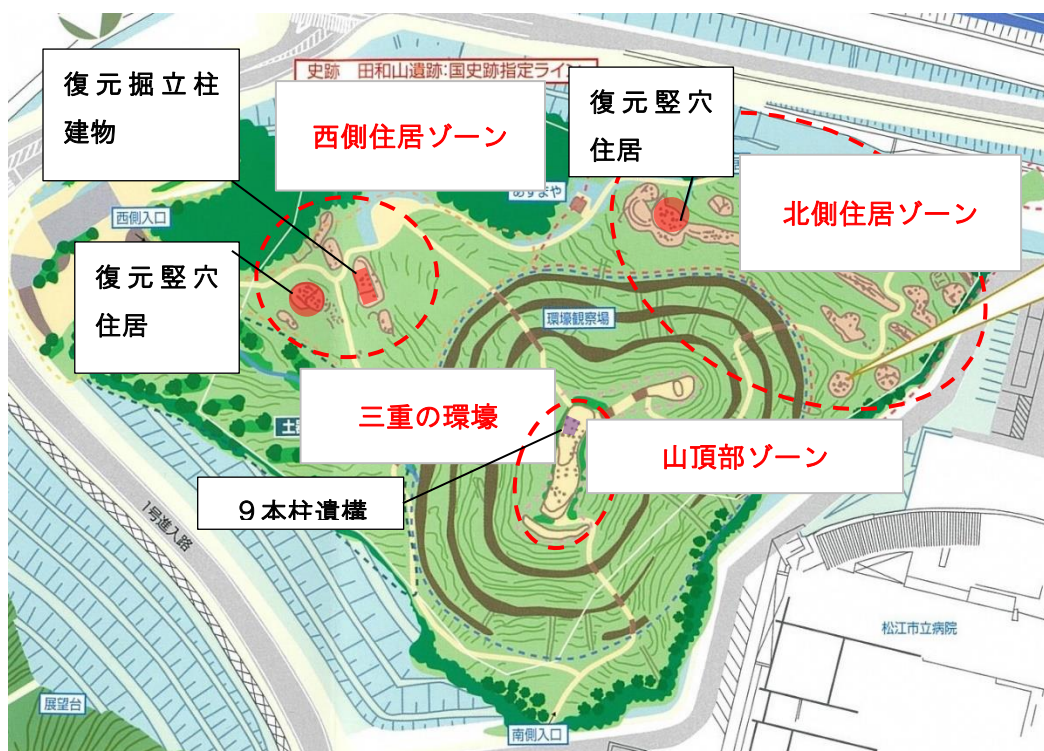 史跡 田和山遺跡:国史跡指定ライン
復元掘立柱
建物
西側住居ゾーン
復元竪穴
住居
あずまや
北側住居ゾーン
西側入口
復元竪穴
住居
環壕観察場
三重の環壕
土器
山頂部ゾーン
9本柱遺構
1号進入路
松江市立病院
展望台
南側入口